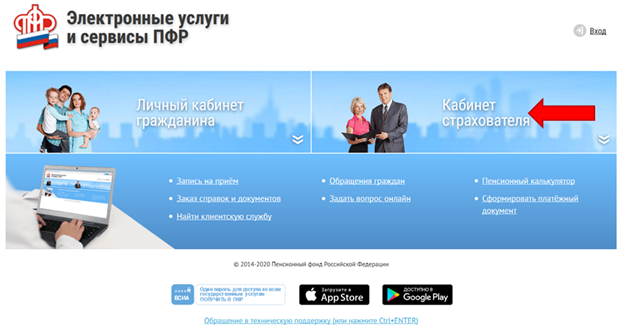 Электронные услуги
и сервисы ПФР
Вход
Личный кабинет
гражданина
Кабинет
страхователя
Запись на приём
Обращения граждан
Пенсионный калькулятор
Заказ справок и документов
Задать вопрос онлайн
Сформировать платёжный
документ
Найти клиентскую службу
© 2014-2020 Пенсионный фонд Российской Федерации
ЕСИА
Один пароль для доступа ко всем
государственным услугам
ПОЛУЧИТЬ В ПФР
Загрузите в
App Store
ДОСТУПНО В
Google Play
Обращение в техническую поддержку (или нажмите Ctrl+ENTER)